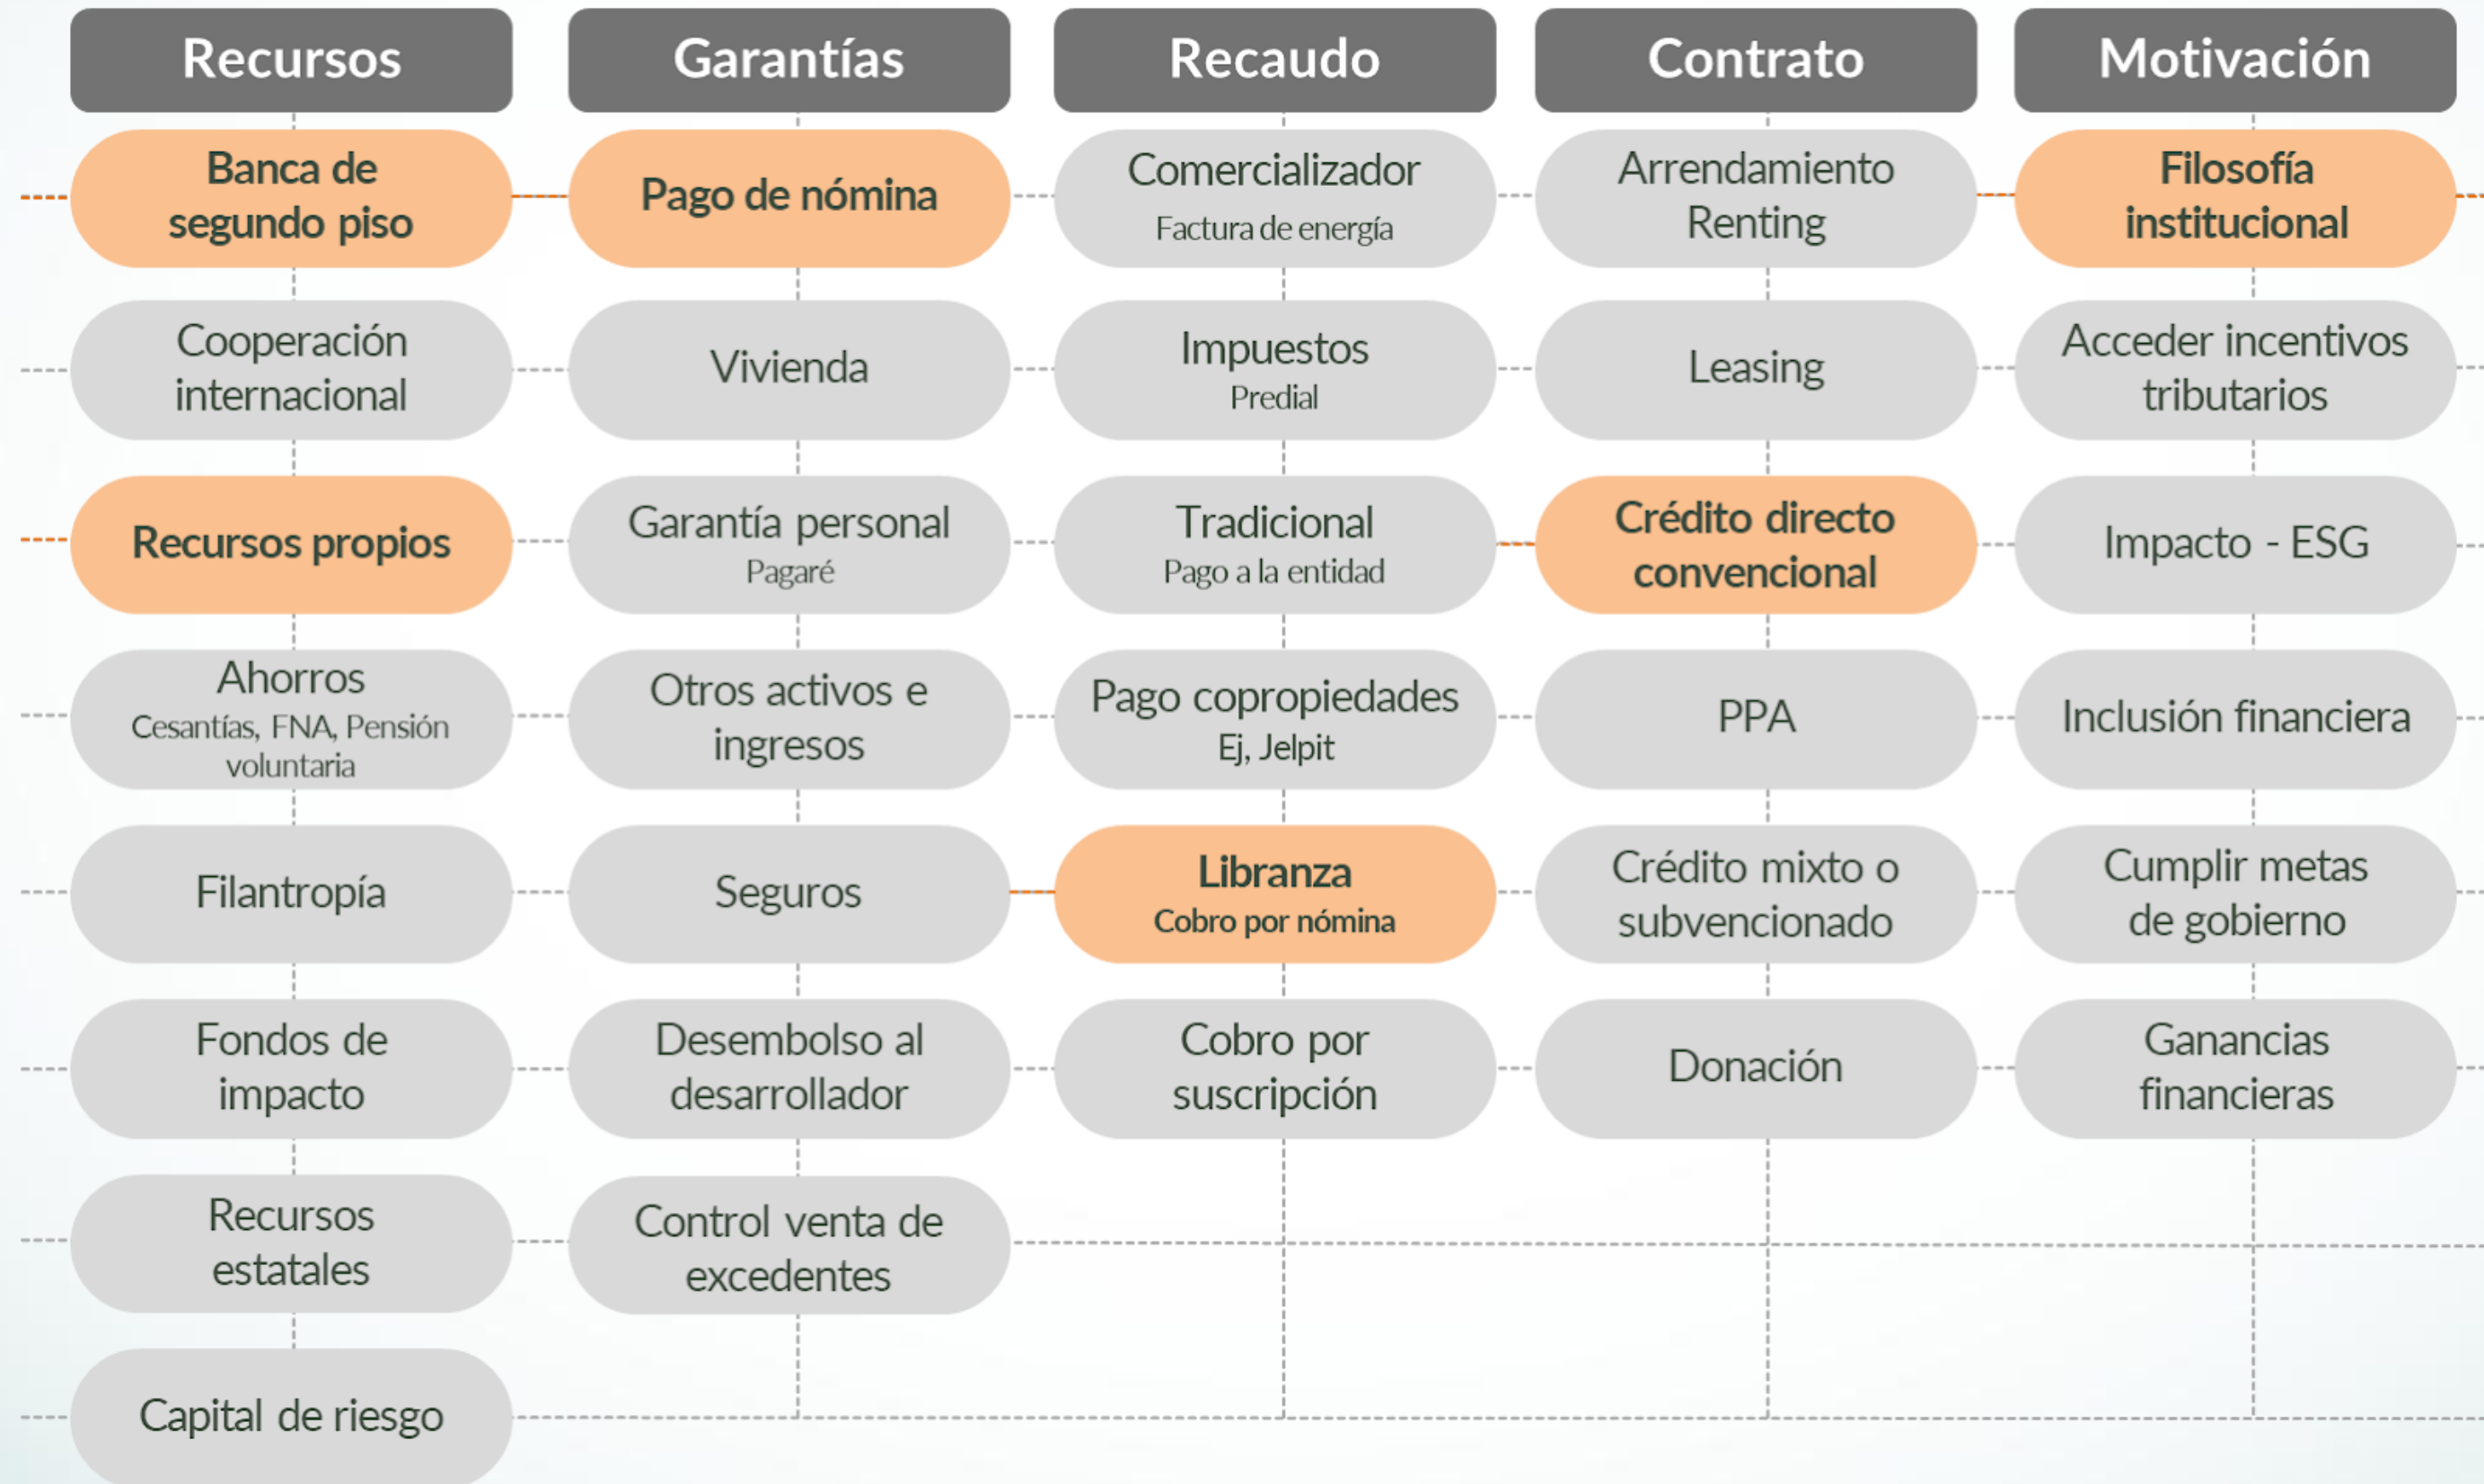 Recursos
Garantías
Recaudo
Contrato
Motivación
Banca de
segundo piso
Pago de nómina
Comercializador
Factura de energía
Arrendamiento
Renting
Filosofía
institucional
Cooperación
internacional
Vivienda
Impuestos
Predial
Leasing
Acceder incentivos
tributarios
Recursos propios
Garantía personal
Pagaré
Tradicional
Pago a la entidad
Crédito directo
convencional
Impacto - ESG
Ahorros
Cesantías, FNA, Pensión
voluntaria
Otros activos e
ingresos
Pago copropiedades
Ej, Jelpit
PPA
Inclusión financiera
Filantropía
Seguros
Libranza
Cobro por nómina
Crédito mixto o
subvencionado
Cumplir metas
de gobierno
Fondos de
impacto
Desembolso al
desarrollador
Cobro por
suscripción
Donación
Ganancias
financieras
Recursos
estatales
Control venta de
excedentes
Capital de riesgo